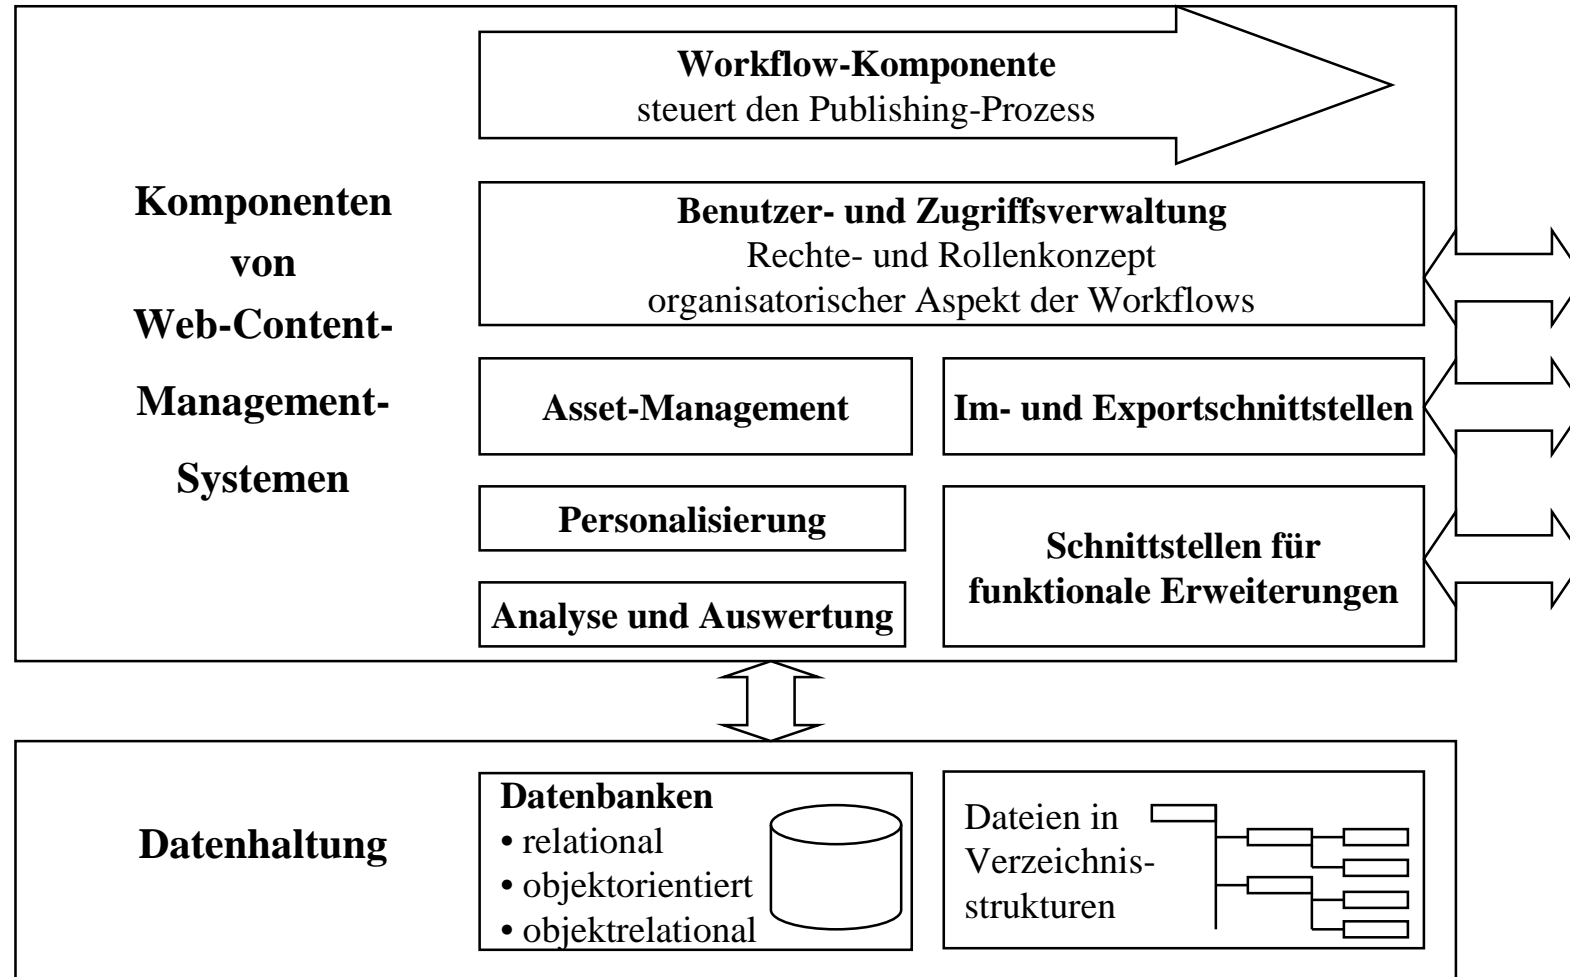 Workflow-Komponente
steuert den Publishing-Prozess
Komponenten
von
Web-Content-
Management-
Systemen
Benutzer- und Zugriffsverwaltung
Rechte- und Rollenkonzept
organisatorischer Aspekt der Workflows
Asset-Management
Im- und Exportschnittstellen
Personalisierung
Schnittstellen für
funktionale Erweiterungen
Analyse und Auswertung
Datenhaltung
Datenbanken
• relational
• objektorientiert
• objektrelational
Dateien in
Verzeichnis-
strukturen